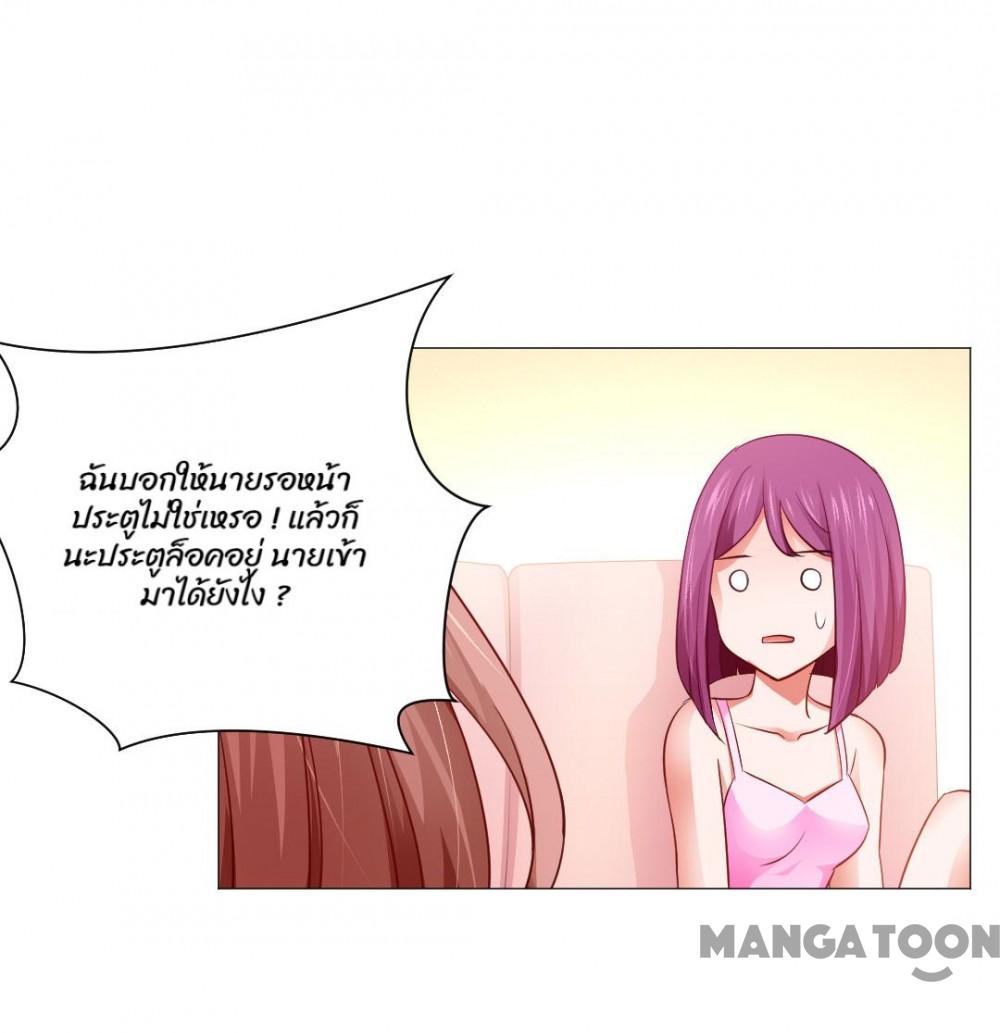 ฉันบอกให้นายรอหน้า
ประตูไม่ใช่เหรอ ! แล้วก็
นะประตูล็อคอยู่ นายเข้า
มาได้ยังไง ?
MANGATOON